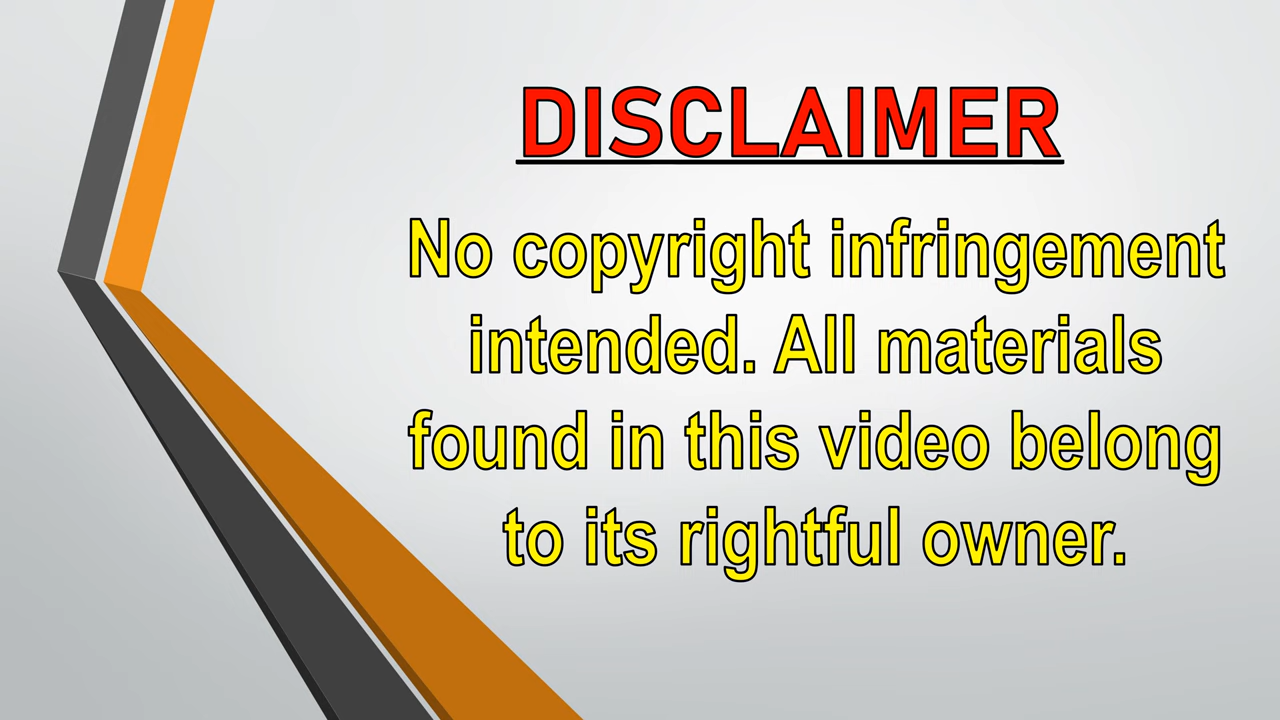 DISCLAIMER
No copyright infringement
intended. All materials
found in this video belong
to its rightful owner.